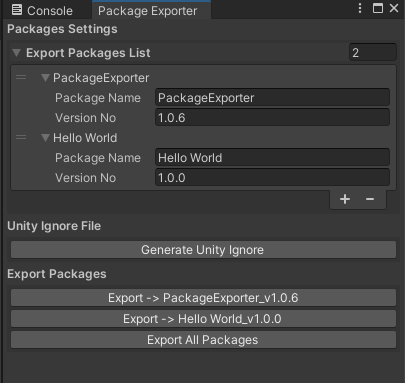 Console
Package Exporter
Packages Settings
Export Packages List 2
PackageExporter
Package Name PackageExporter
Version No 1.0.6
Hello World
Package Name Hello World
Version No 1.0.0
+ −
Unity Ignore File
Generate Unity Ignore
Export Packages
Export -> PackageExporter_v1.0.6
Export -> Hello World_v1.0.0
Export All Packages